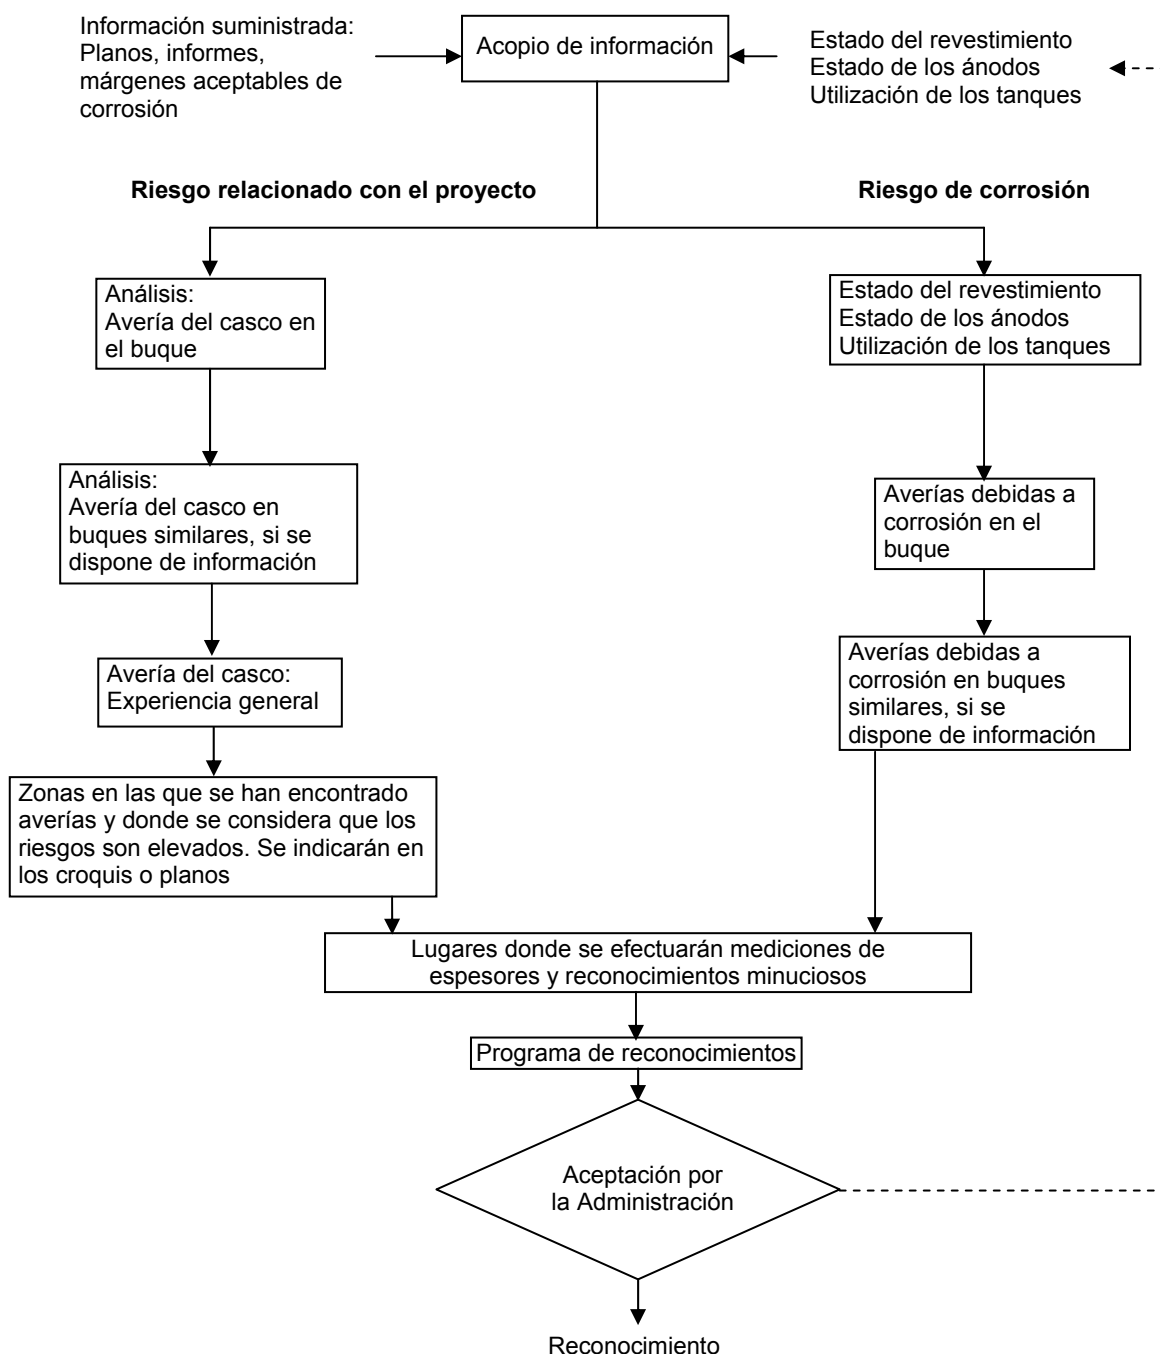 Información suministrada:
Planos, informes,
márgenes aceptables de
corrosión
Acopio de información
Estado del revestimiento
Estado de los ánodos
Utilización de los tanques
Riesgo relacionado con el proyecto
Riesgo de corrosión
Análisis:
Avería del casco en
el buque
Estado del revestimiento
Estado de los ánodos
Utilización de los tanques
Análisis:
Avería del casco en
buques similares, si se
dispone de información
Averías debidas a
corrosión en el
buque
Avería del casco:
Experiencia general
Averías debidas a
corrosión en buques
similares, si se
dispone de información
Zonas en las que se han encontrado
averías y donde se considera que los
riesgos son elevados. Se indicarán en
los croquis o planos
Lugares donde se efectuarán mediciones de
espesores y reconocimientos minuciosos
Programa de reconocimientos
Aceptación por
la Administración
Reconocimiento